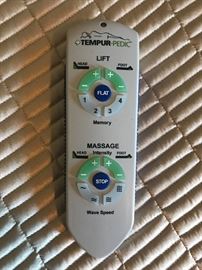 TEMPUR-PEDIC
LIFT
HEAD FOOT
+ +
FLAT
1 4
2 3
Memory
MASSAGE
HEAD Intensity FOOT
+ +
STOP
Wave Speed